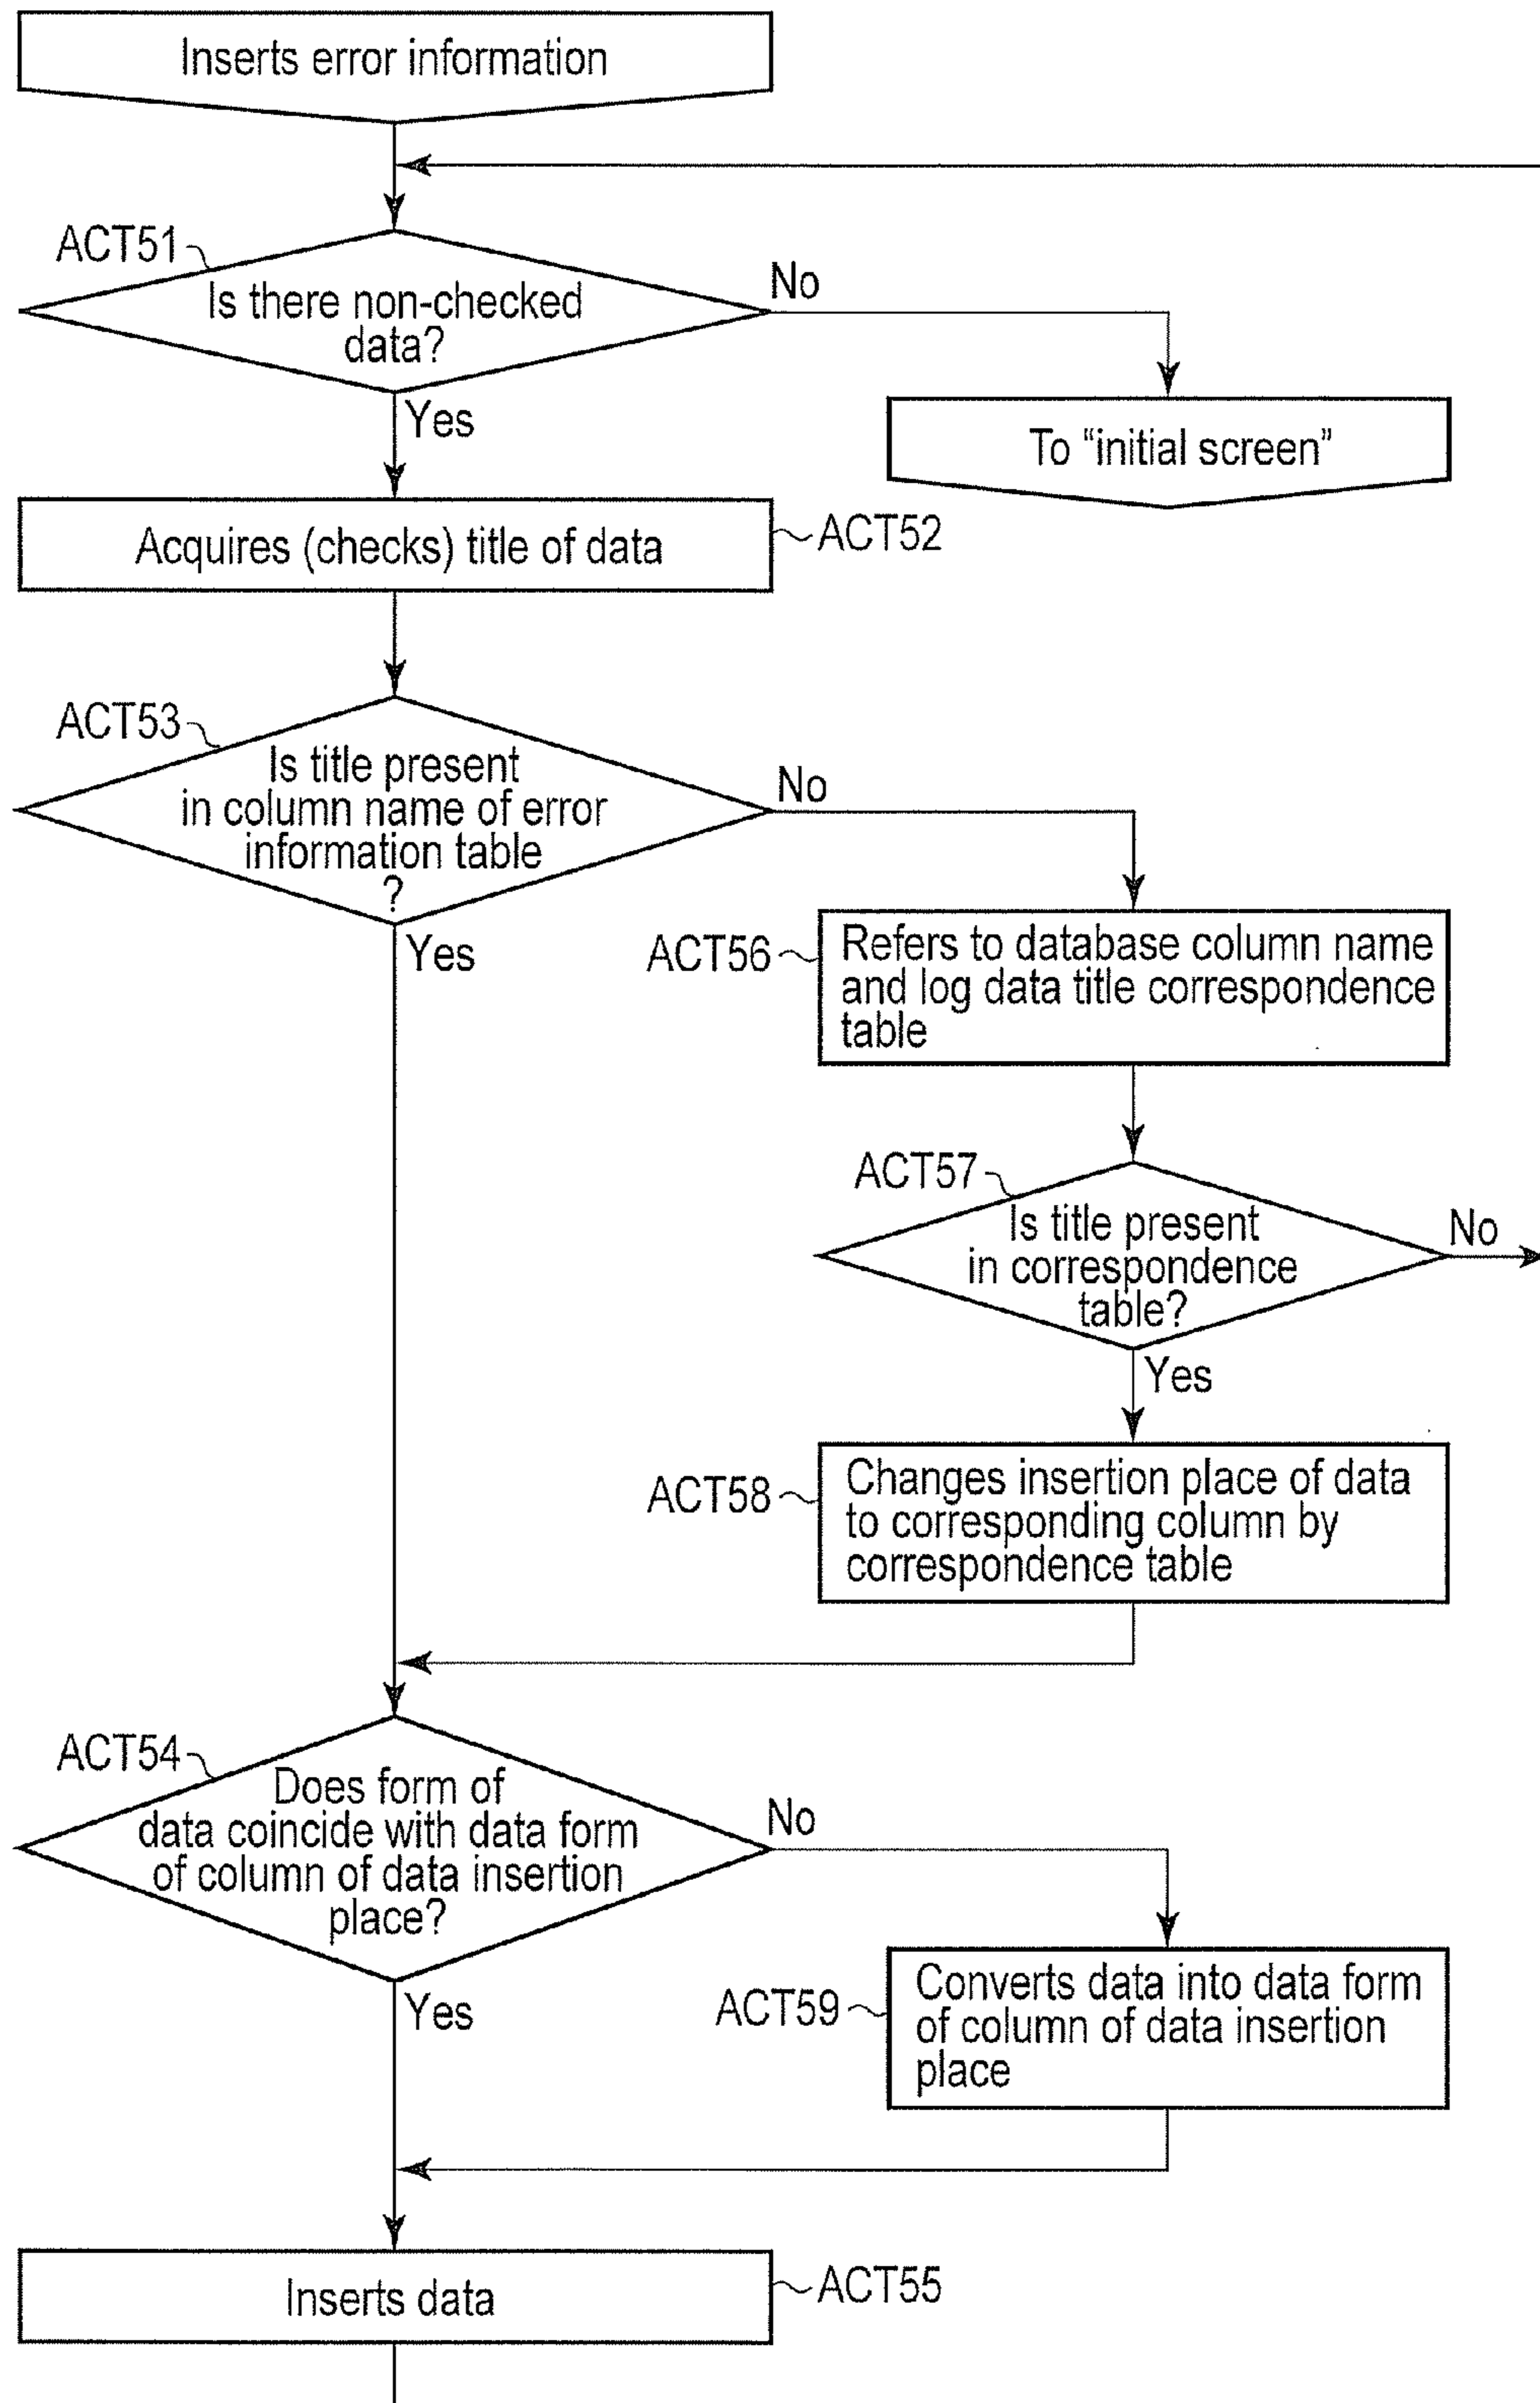 Inserts error information
ACT51
Is there non-checked
data?
No
Yes
To “initial screen”
Acquires (checks) title of data
ACT52
ACT53
Is title present
in column name of error
information table
?
No
Yes
ACT56
Refers to database column name
and log data title correspondence
table
ACT57
Is title present
in correspondence
table?
No
Yes
ACT58
Changes insertion place of data
to corresponding column by
correspondence table
ACT54
Does form of
data coincide with data form
of column of data insertion
place?
No
Yes
ACT59
Converts data into data form
of column of data insertion
place
Inserts data
ACT55